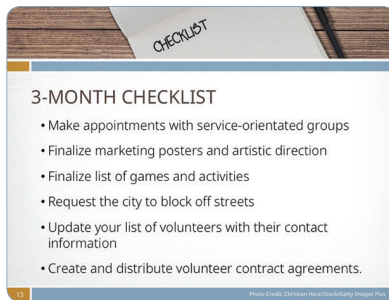 CHECKLIST
3-MONTH CHECKLIST
• Make appointments with service-orientated groups
• Finalize marketing posters and artistic direction
• Finalize list of games and activities
• Request the city to block off streets
• Update your list of volunteers with their contact
information
• Create and distribute volunteer contract agreements.
13
Photo Credit: Christian Horz/iStock/Getty Images Plus